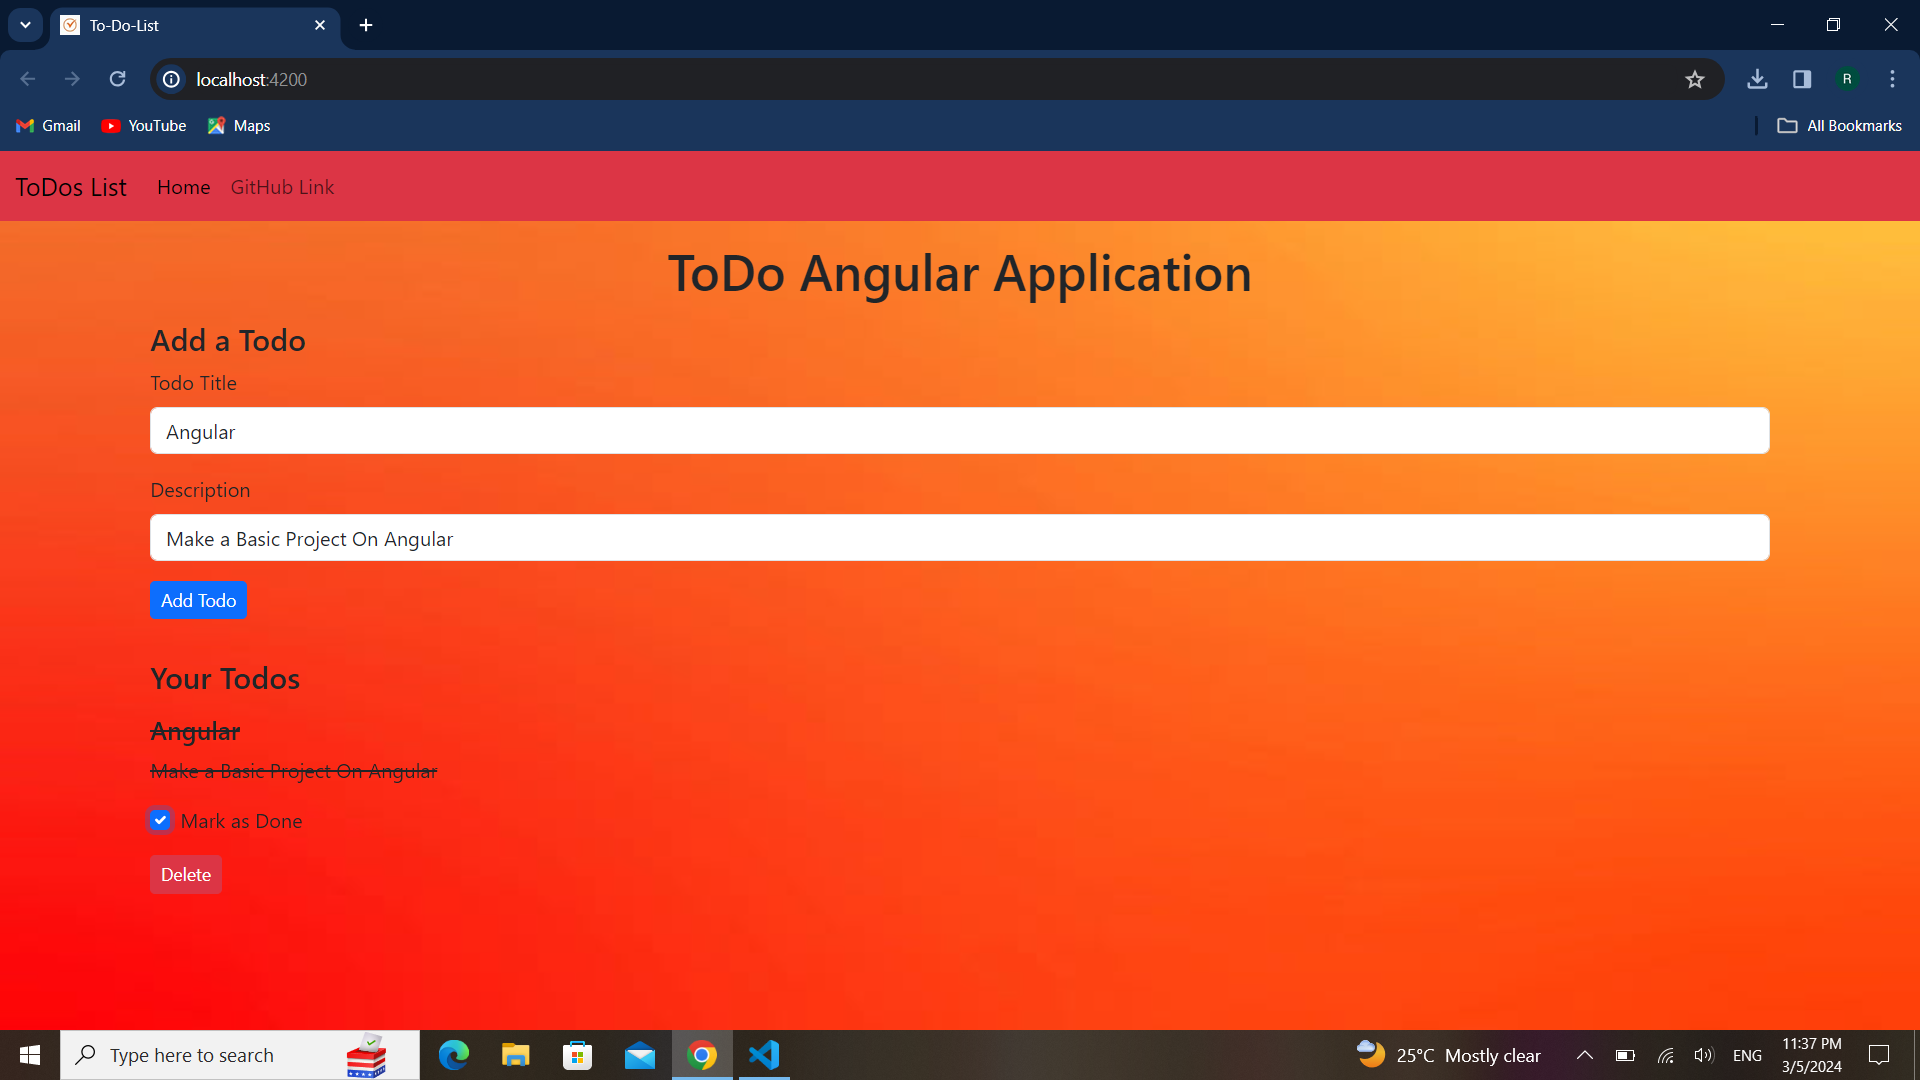 To-Do-List
localhost:4200
R
Gmail YouTube Maps All Bookmarks
ToDos List Home GitHub Link
ToDo Angular Application
Add a Todo
Todo Title
Angular
Description
Make a Basic Project On Angular
Add Todo
Your Todos
Angular
Make a Basic Project On Angular
Mark as Done
Delete
Type here to search
25°C Mostly clear
ENG
11:37 PM
3/5/2024